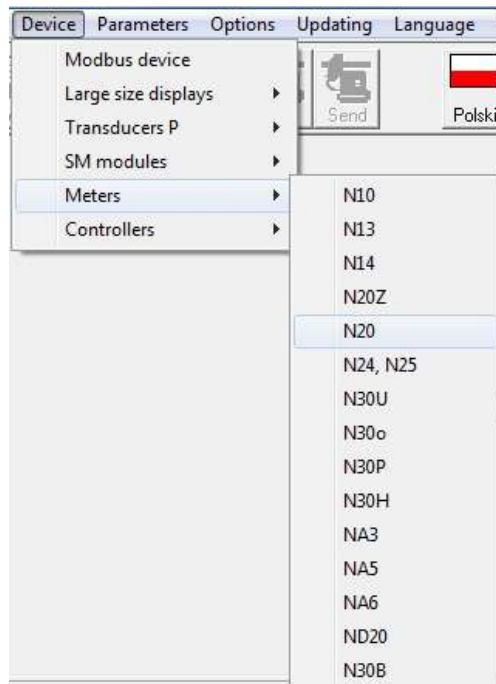 Device Parameters Options Updating Language
Modbus device
Large size displays
Transducers P
SM modules
Meters
Controllers
Send
Polski
N10
N13
N14
N20Z
N20
N24, N25
N30U
N30o
N30P
N30H
NA3
NA5
NA6
ND20
N30B